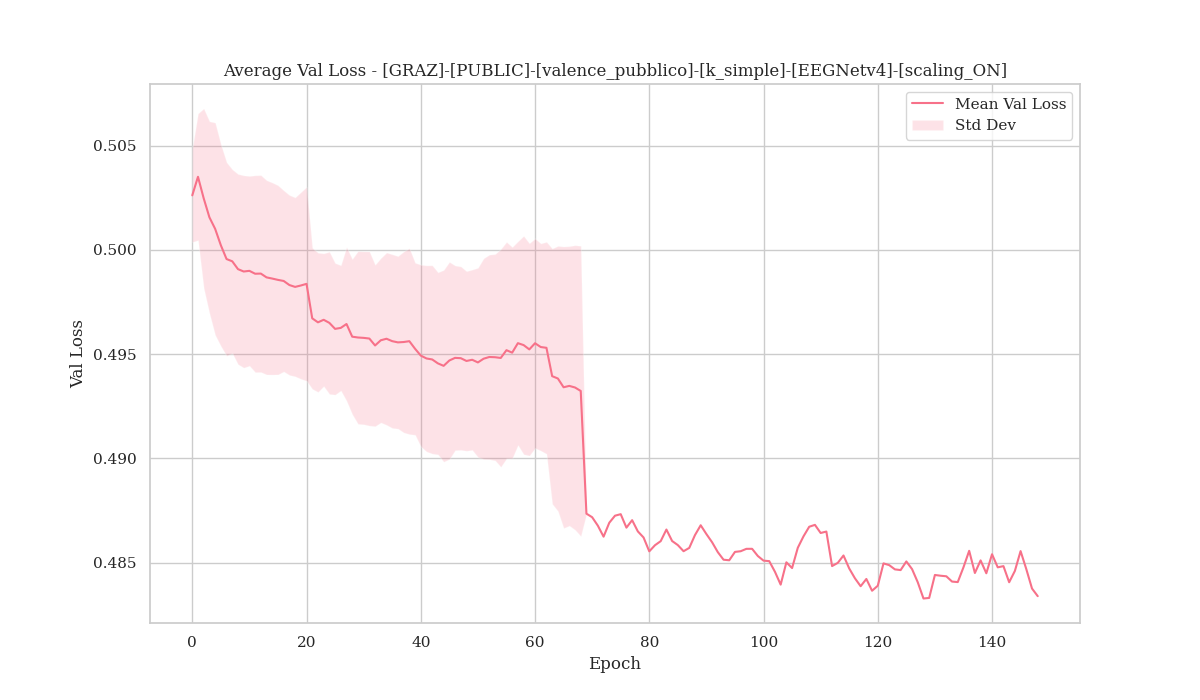 Average Val Loss - [GRAZ]-[PUBLIC]-[valence_pubblico]-[k_simple]-[EEGNetv4]-[scaling_ON]
Mean Val Loss
Std Dev
0.505
0.500
0.495
0.490
0.485
Val Loss
0 20 40 60 80 100 120 140
Epoch